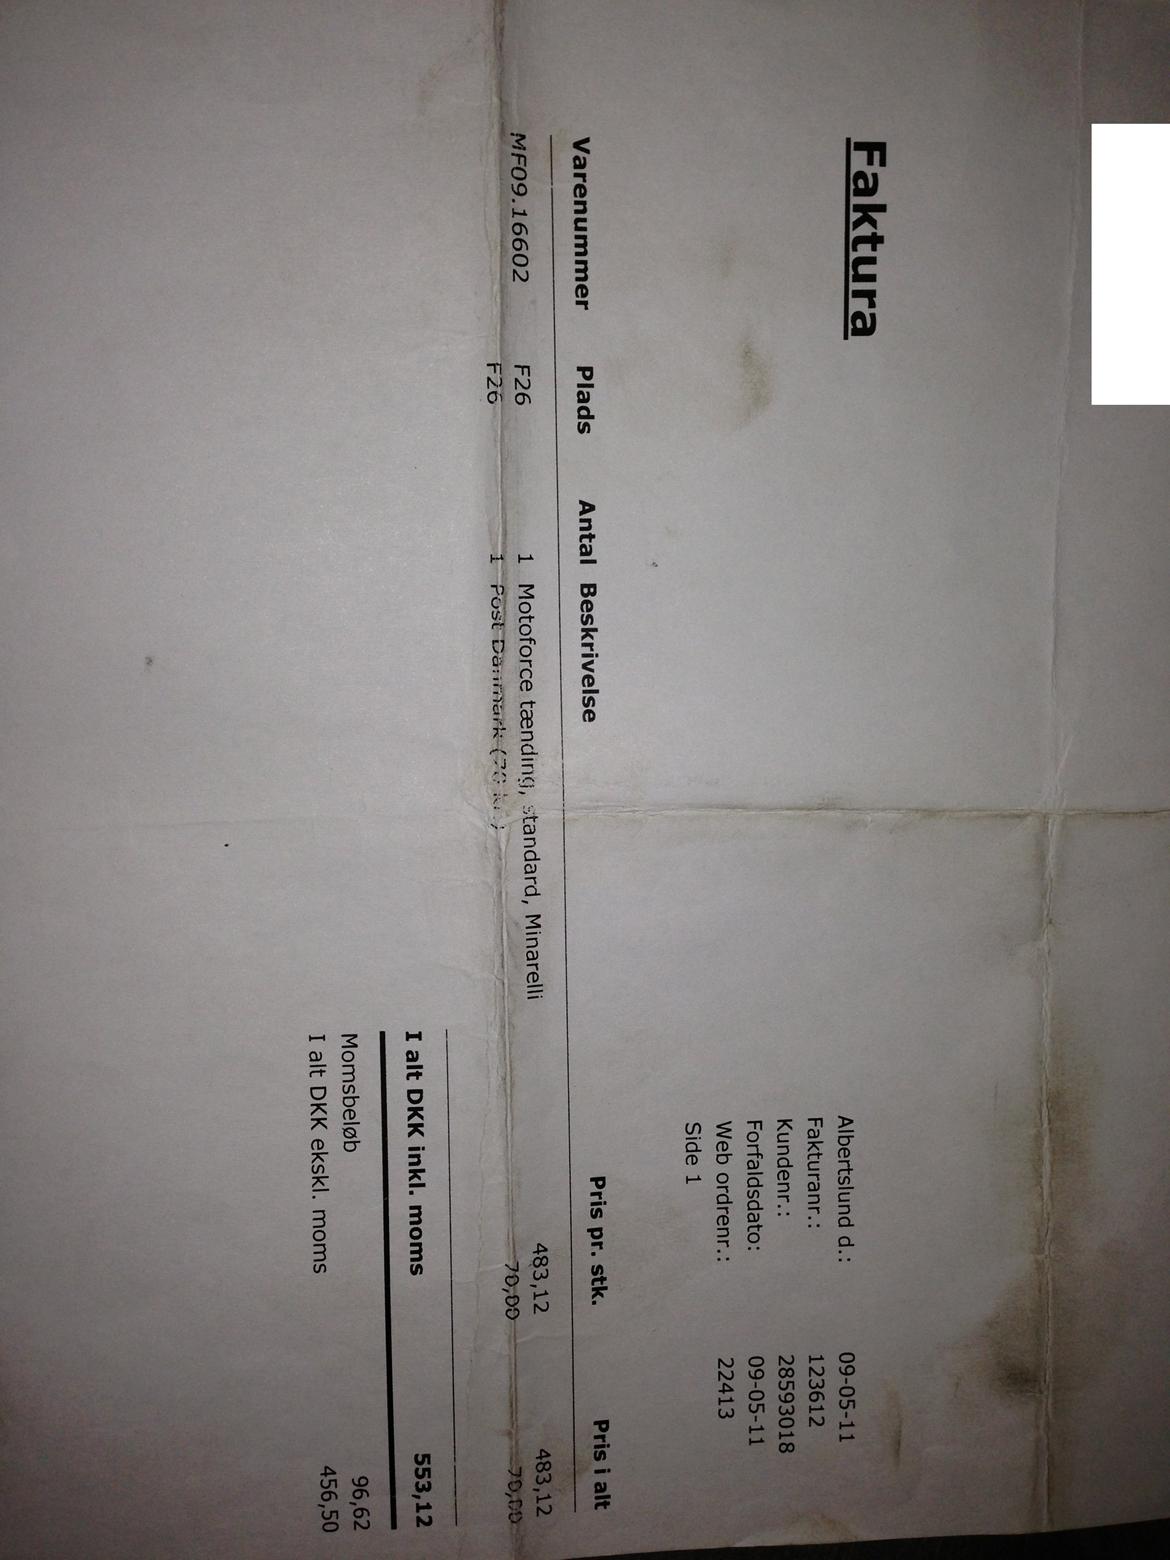 Faktura
Albertslund d.: 09-05-11
Fakturanr.: 123612
Kundenr.: 28593018
Forfaldsdato: 09-05-11
Web ordrenr.: 22413
Side 1
Varenummer Plads Antal Beskrivelse Pris pr. stk. Pris i alt
MF09.16602 F26 1 Motoforce tænding, standard, Minarelli 483,12 483,12
F26 1 Post Danmark (70 kr.) 70,00 70,00
I alt DKK inkl. moms 553,12
Momsbeløb 96,62
I alt DKK ekskl. moms 456,50